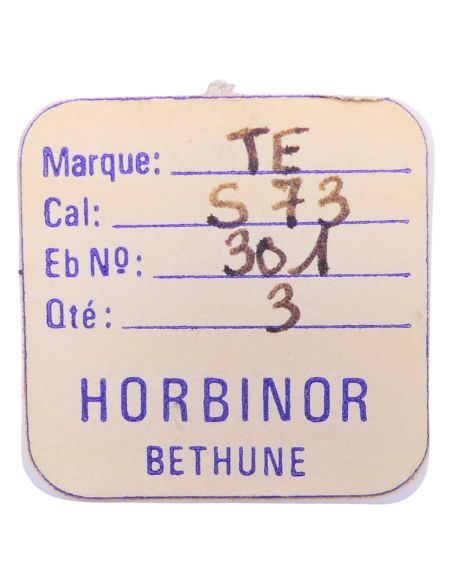 Marque: TE
Cal: S 73
Eb Nº: 301
Qté: 3
HORBINOR
BETHUNE